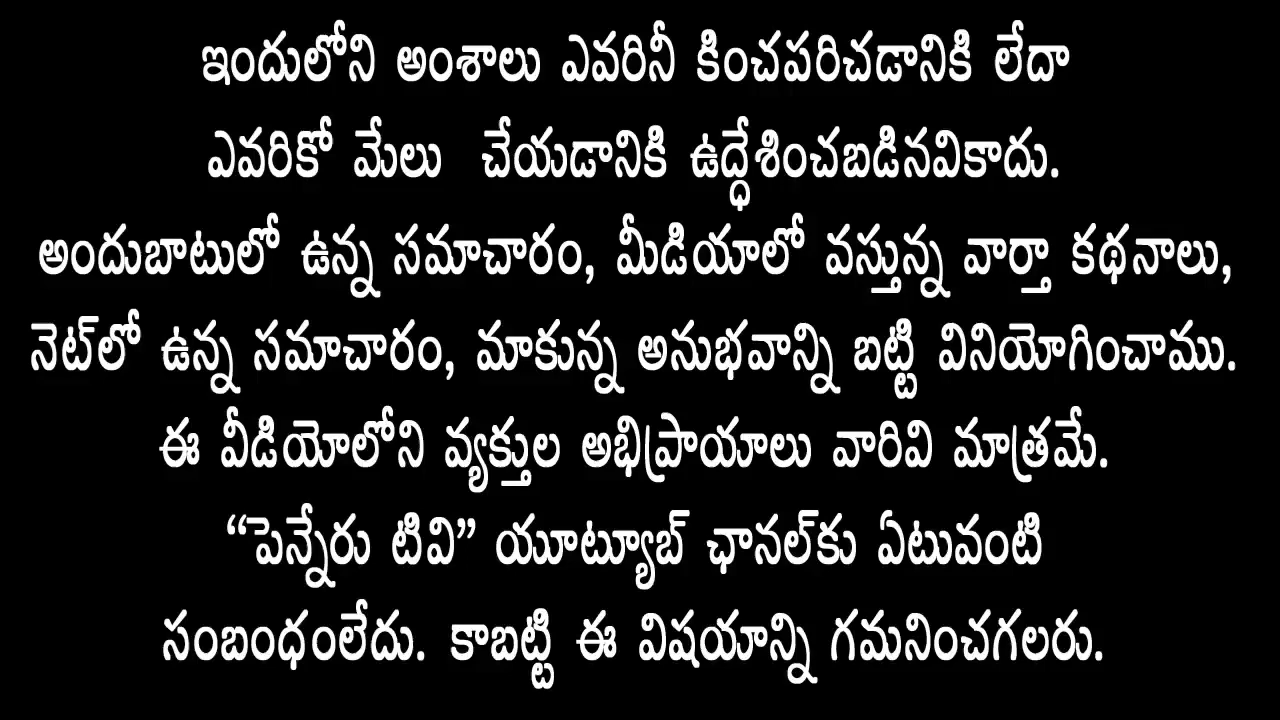 ఇందులోని అంశాలు ఎవరినీ కించపరిచడానికి లేదా
ఎవరికో మేలు చేయడానికి ఉద్ధేశించబడినవికాదు.
అందుబాటులో ఉన్న సమాచారం, మీడియాలో వస్తున్న వార్తా కథనాలు,
నెట్‌లో ఉన్న సమాచారం, మాకున్న అనుభవాన్ని బట్టి వినియోగించాము.
ఈ వీడియోలోని వ్యక్తుల అభిప్రాయాలు వారివి మాత్రమే.
“పెన్నేరు టివి” యూట్యూబ్ ఛానల్‌కు ఏటువంటి
సంబంధంలేదు. కాబట్టి ఈ విషయాన్ని గమనించగలరు.